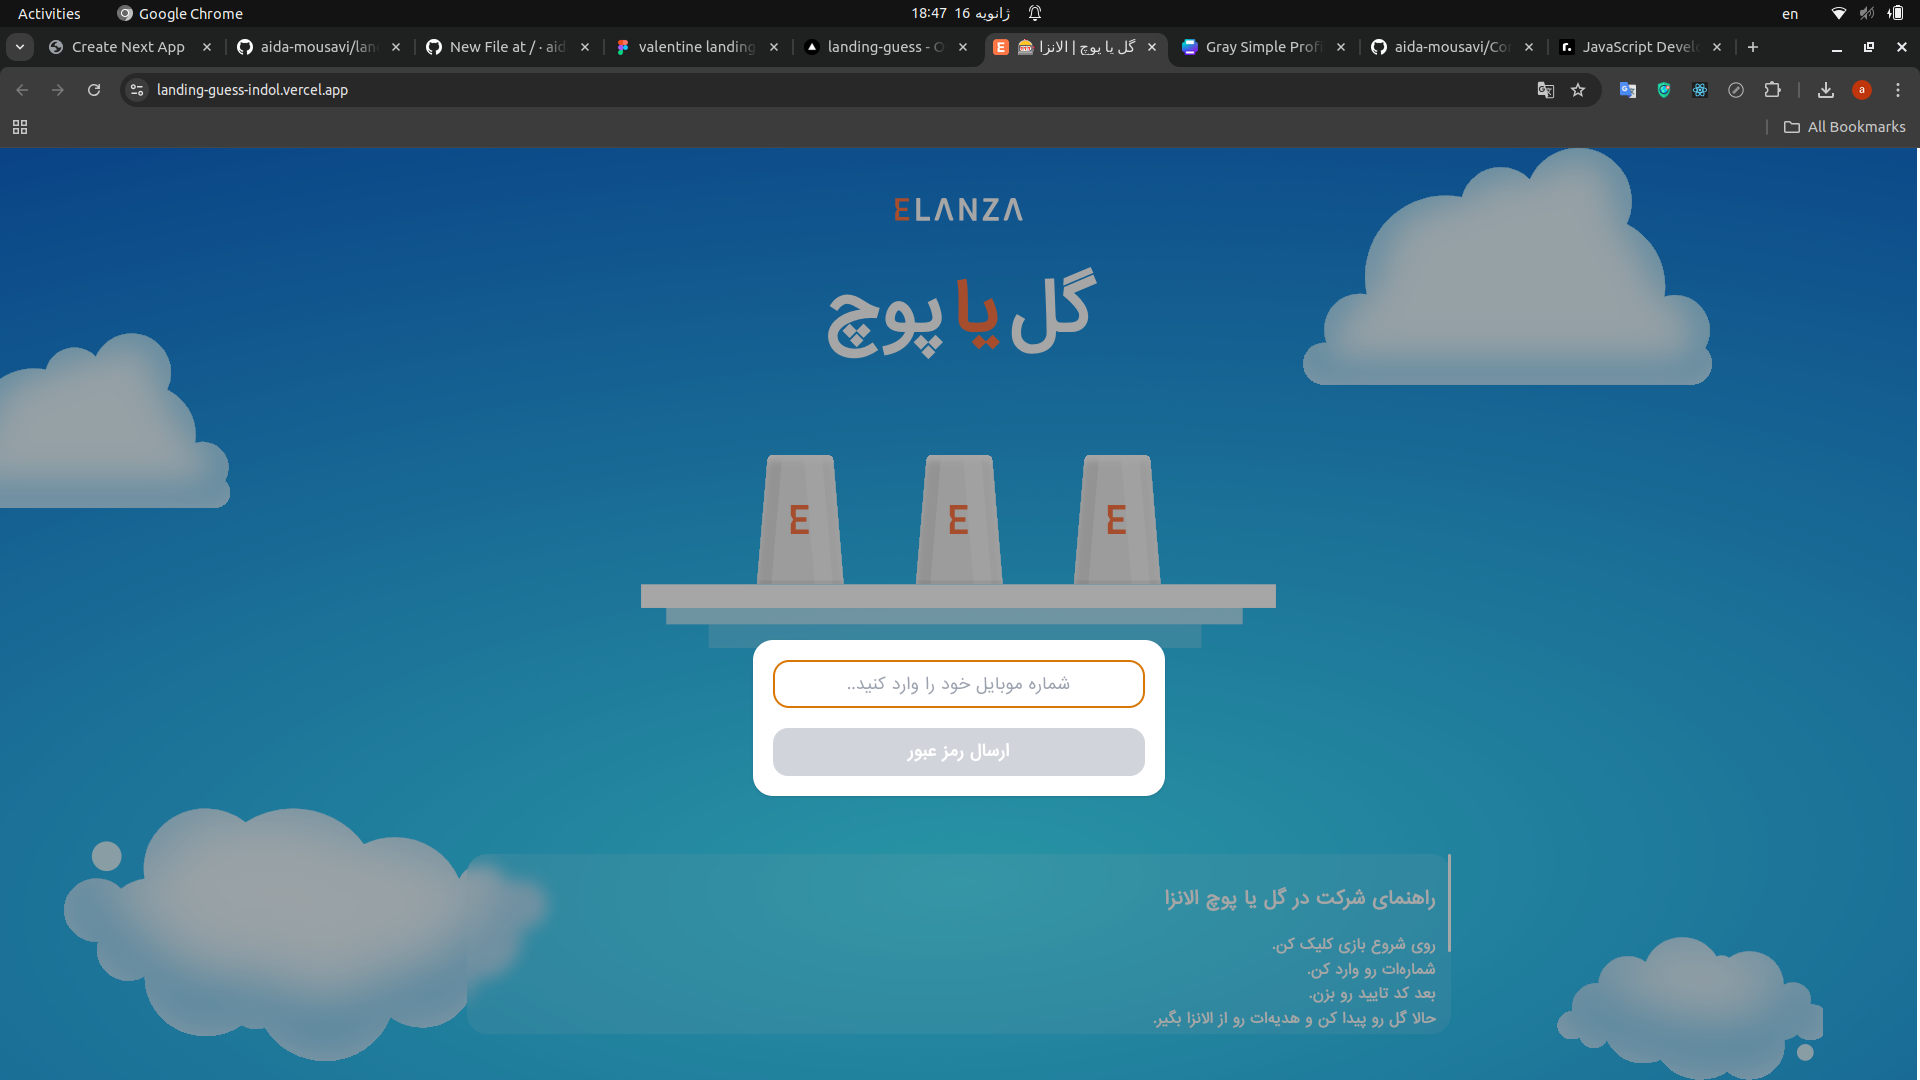 Activities
Google Chrome
18:47 ژانویه 16
en
Create Next App
aida-mousavi/lan
New File at / · aid
valentine landing
landing-guess - O
گل یا پوچ | الانزا
Gray Simple Profi
aida-mousavi/Cor
JavaScript Develo
landing-guess-indol.vercel.app
a
All Bookmarks
ELANZA
گل یا پوچ
E E E
شماره موبایل خود را وارد کنید..
ارسال رمز عبور
راهنمای شرکت در گل یا پوچ الانزا
روی شروع بازی کلیک کن.
شماره‌ات رو وارد کن.
بعد کد تایید رو بزن.
حالا گل رو پیدا کن و هدیه‌ات رو از الانزا بگیر.